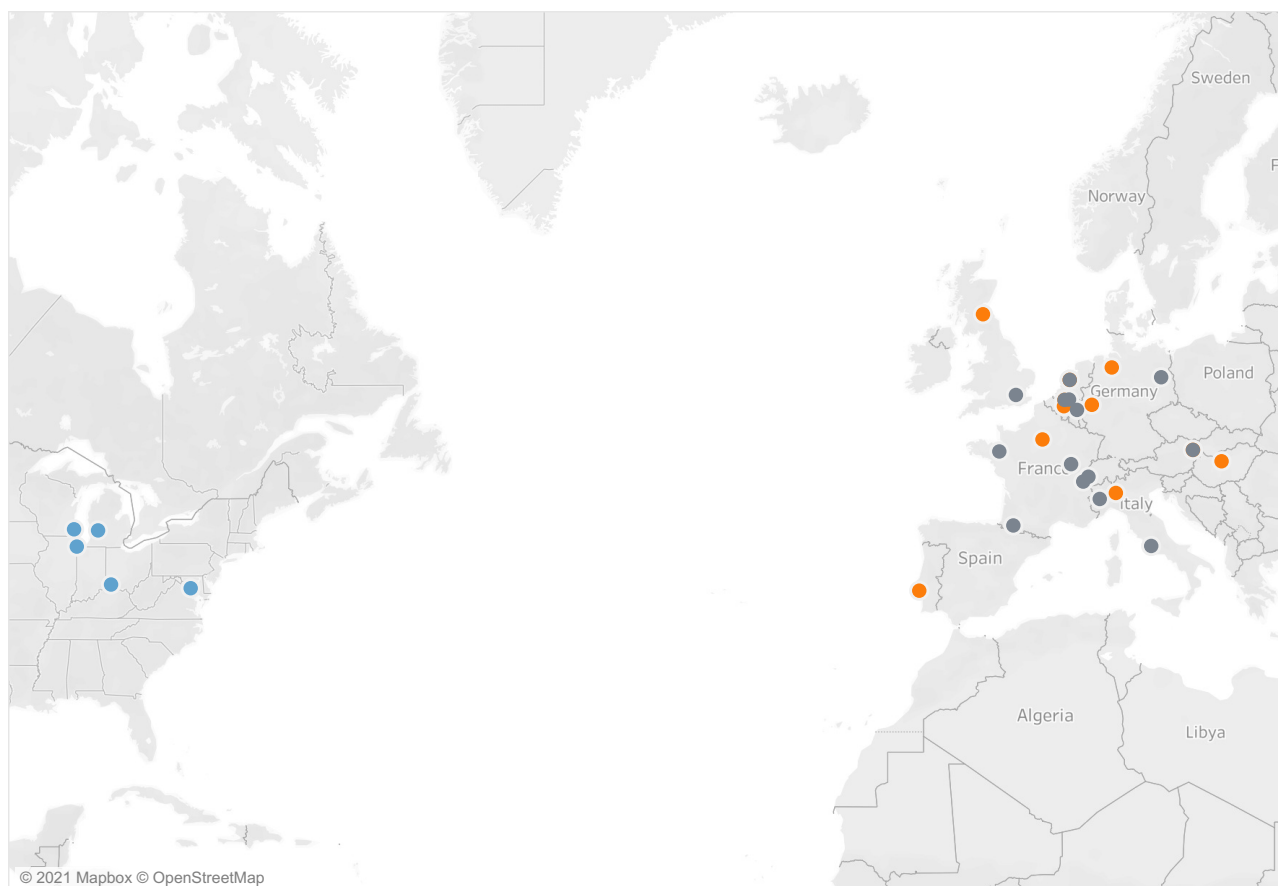 Sweden
F
Norway
Poland
Germany
France
Italy
Spain
Algeria
Libya
© 2021 Mapbox © OpenStreetMap